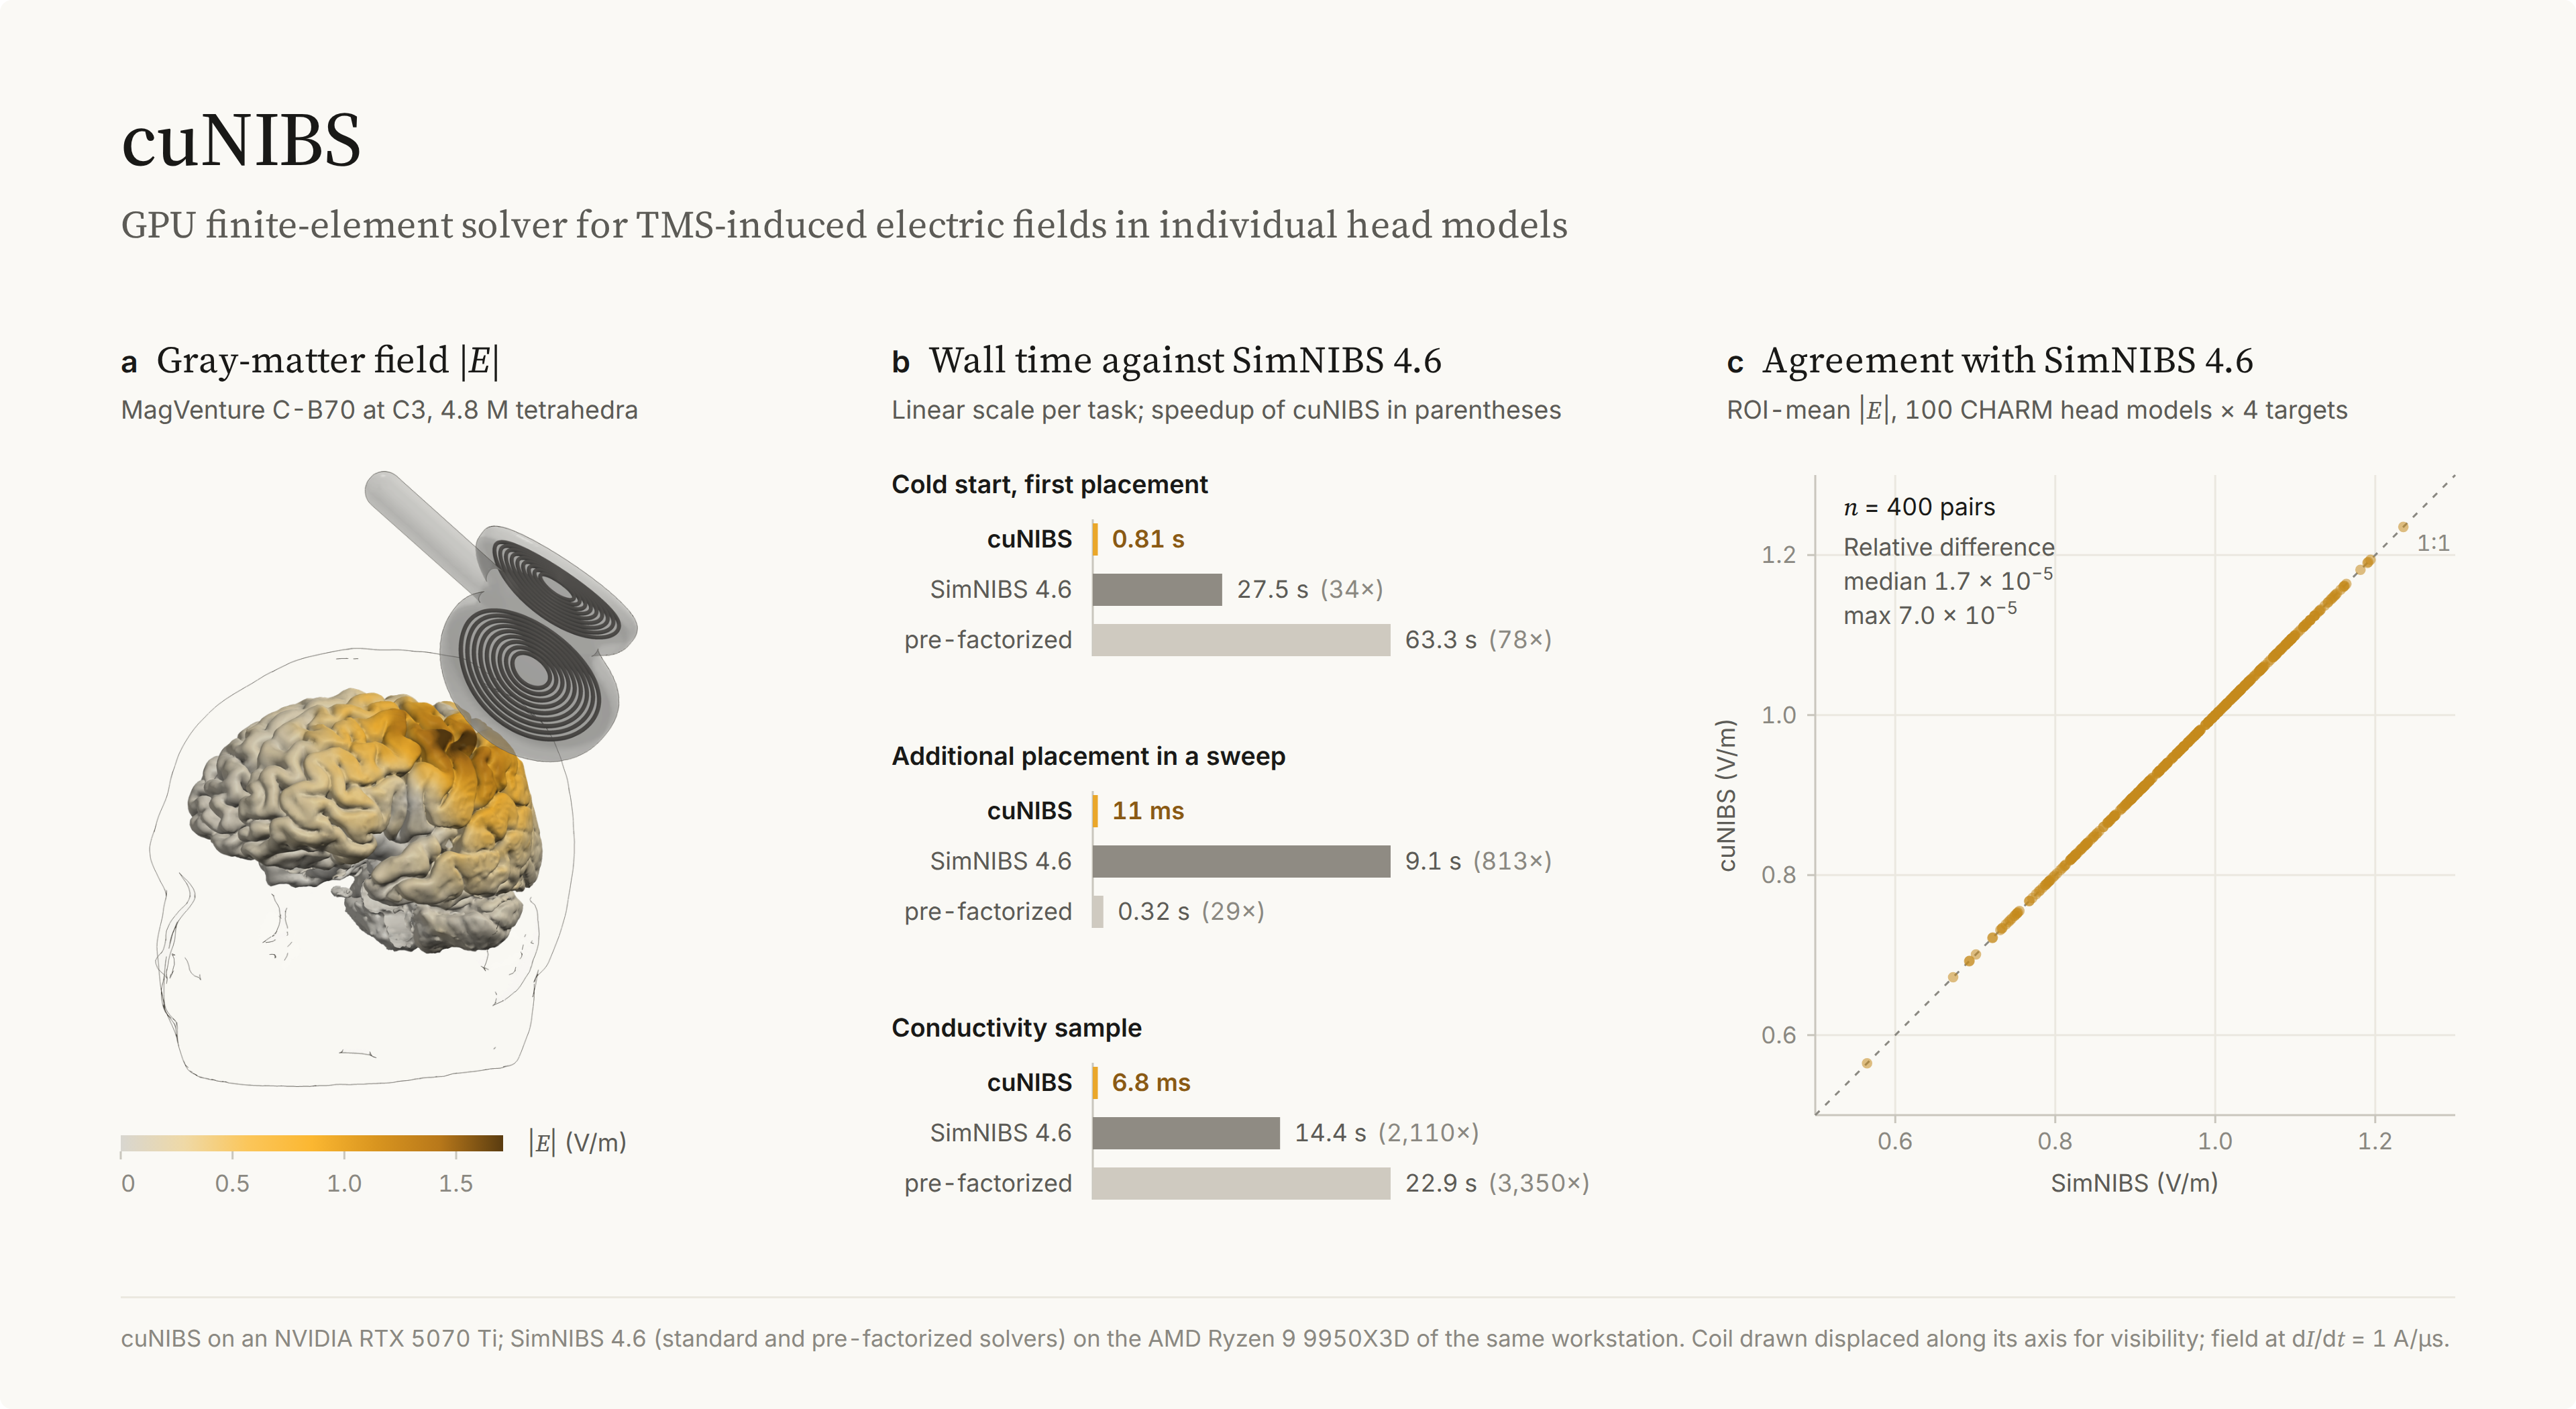 cuNIBS
GPU finite-element solver for TMS-induced electric fields in individual head models
a Gray-matter field |E|
MagVenture C-B70 at C3, 4.8 M tetrahedra
|E| (V/m)
0 0.5 1.0 1.5
b Wall time against SimNIBS 4.6
Linear scale per task; speedup of cuNIBS in parentheses
Cold start, first placement
cuNIBS 0.81 s
SimNIBS 4.6 27.5 s (34×)
pre-factorized 63.3 s (78×)
Additional placement in a sweep
cuNIBS 11 ms
SimNIBS 4.6 9.1 s (813×)
pre-factorized 0.32 s (29×)
Conductivity sample
cuNIBS 6.8 ms
SimNIBS 4.6 14.4 s (2,110×)
pre-factorized 22.9 s (3,350×)
c Agreement with SimNIBS 4.6
ROI-mean |E|, 100 CHARM head models × 4 targets
n = 400 pairs
Relative difference
median 1.7 × 10⁻⁵
max 7.0 × 10⁻⁵
1:1
1.2
1.0
0.8
0.6
cuNIBS (V/m)
0.6 0.8 1.0 1.2
SimNIBS (V/m)
cuNIBS on an NVIDIA RTX 5070 Ti; SimNIBS 4.6 (standard and pre-factorized solvers) on the AMD Ryzen 9 9950X3D of the same workstation. Coil drawn displaced along its axis for visibility; field at dI/dt = 1 A/µs.